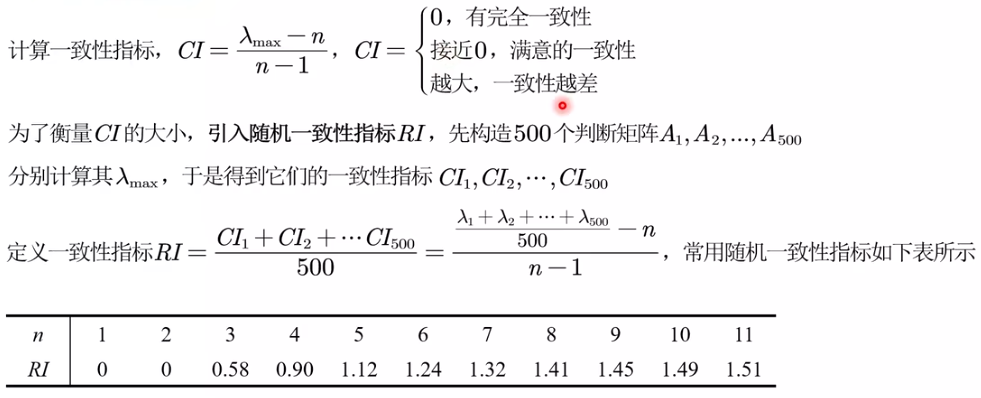 计算一致性指标，$CI = \frac{\lambda_{\max} - n}{n - 1}$，$CI = \begin{cases} 0，有完全一致性 \\ 接近0，满意的一致性 \\ 越大，一致性越差 \end{cases}$
为了衡量$CI$的大小，引入随机一致性指标$RI$，先构造500个判断矩阵$A_1, A_2, ..., A_{500}$
分别计算其$\lambda_{\max}$，于是得到它们的一致性指标 $CI_1, CI_2, \cdots, CI_{500}$
定义一致性指标$RI = \frac{CI_1 + CI_2 + \cdots CI_{500}}{500} = \frac{\frac{\lambda_1 + \lambda_2 + \cdots + \lambda_{500}}{500} - n}{n - 1}$，常用随机一致性指标如下表所示
n 1 2 3 4 5 6 7 8 9 10 11
RI 0 0 0.58 0.90 1.12 1.24 1.32 1.41 1.45 1.49 1.51